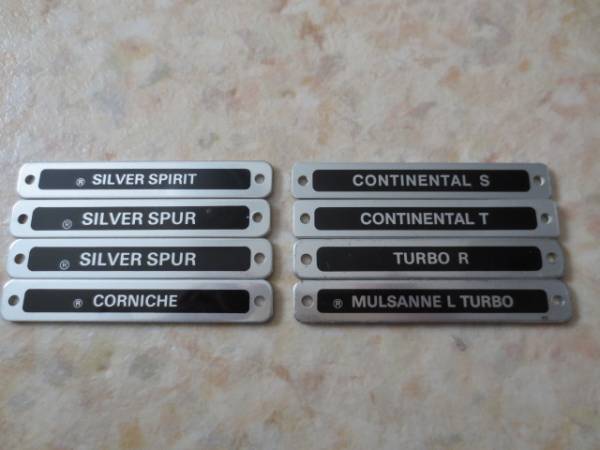 ® SILVER SPIRIT
® SILVER SPUR
® SILVER SPUR
® CORNICHE
CONTINENTAL S
CONTINENTAL T
TURBO R
® MULSANNE L TURBO